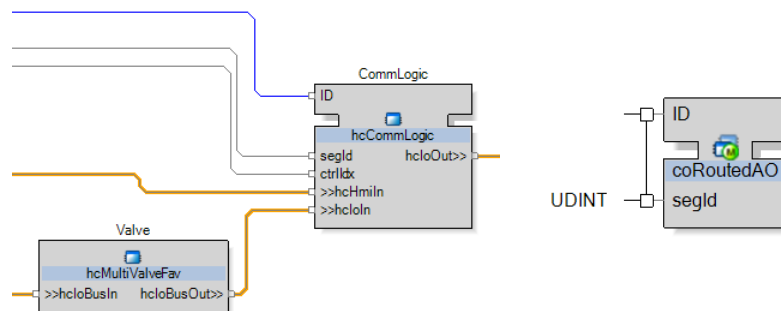 CommLogic
ID
hcCommLogic
segId hcIoOut>>
ctrlIdx
>>hcHmiIn
>>hcIoIn
Valve
hcMultiValveFav
>>hcIoBusIn hcIoBusOut>>
ID
M
coRoutedAO
UDINT segId